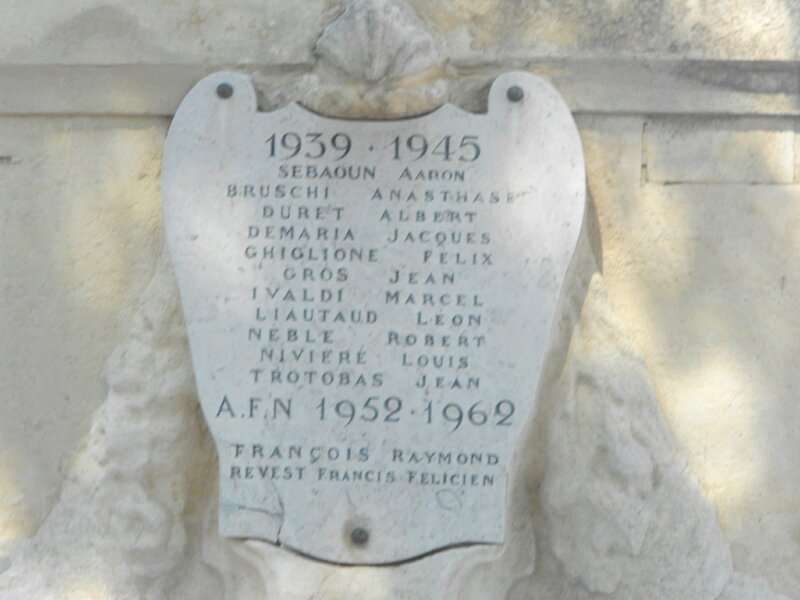 1939 · 1945
SEBAOUN AARON
BRUSCHI ANASTHASE
DURET ALBERT
DEMARIA JACQUES
GHIGLIONE FELIX
GROS JEAN
IVALDI MARCEL
LIAUTAUD LEON
NEBLE ROBERT
NIVIERE LOUIS
TROTOBAS JEAN
A.F.N 1952 · 1962
FRANÇOIS RAYMOND
REVEST FRANCIS FELICIEN